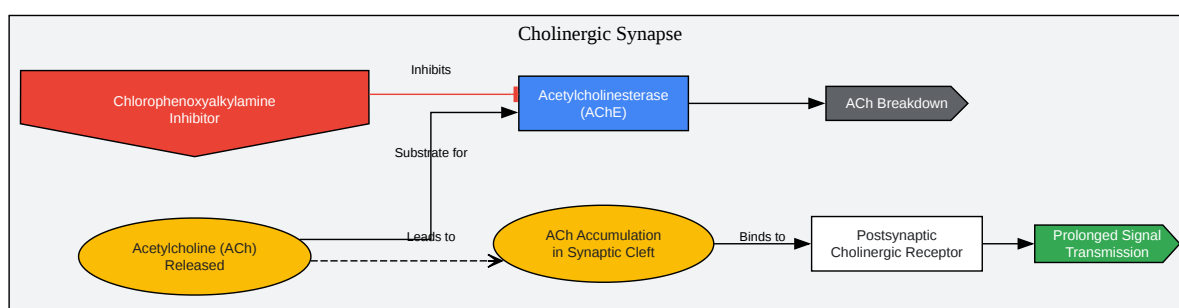 Cholinergic Synapse
Inhibits
Chlorophenoxyalkylamine
Inhibitor
Acetylcholinesterase
(AChE)
ACh Breakdown
Substrate for
Acetylcholine (ACh)
Released
Leads to
ACh Accumulation
in Synaptic Cleft
Binds to
Postsynaptic
Cholinergic Receptor
Prolonged Signal
Transmission